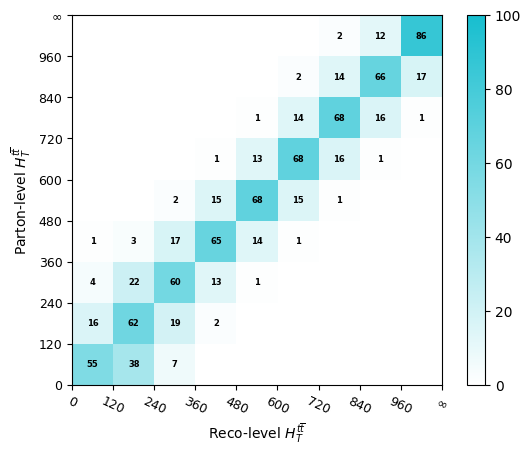 ∞
2 12 86
960
2 14 66 17
840
1 14 68 16 1
720
1 13 68 16 1
600
2 15 68 15 1
480
1 3 17 65 14 1
360
4 22 60 13 1
240
16 62 19 2
120
55 38 7
0
0 120 240 360 480 600 720 840 960 ∞
Reco-level $H_T^{t\overline{t}}$
Parton-level $H_T^{t\overline{t}}$
100
80
60
40
20
0